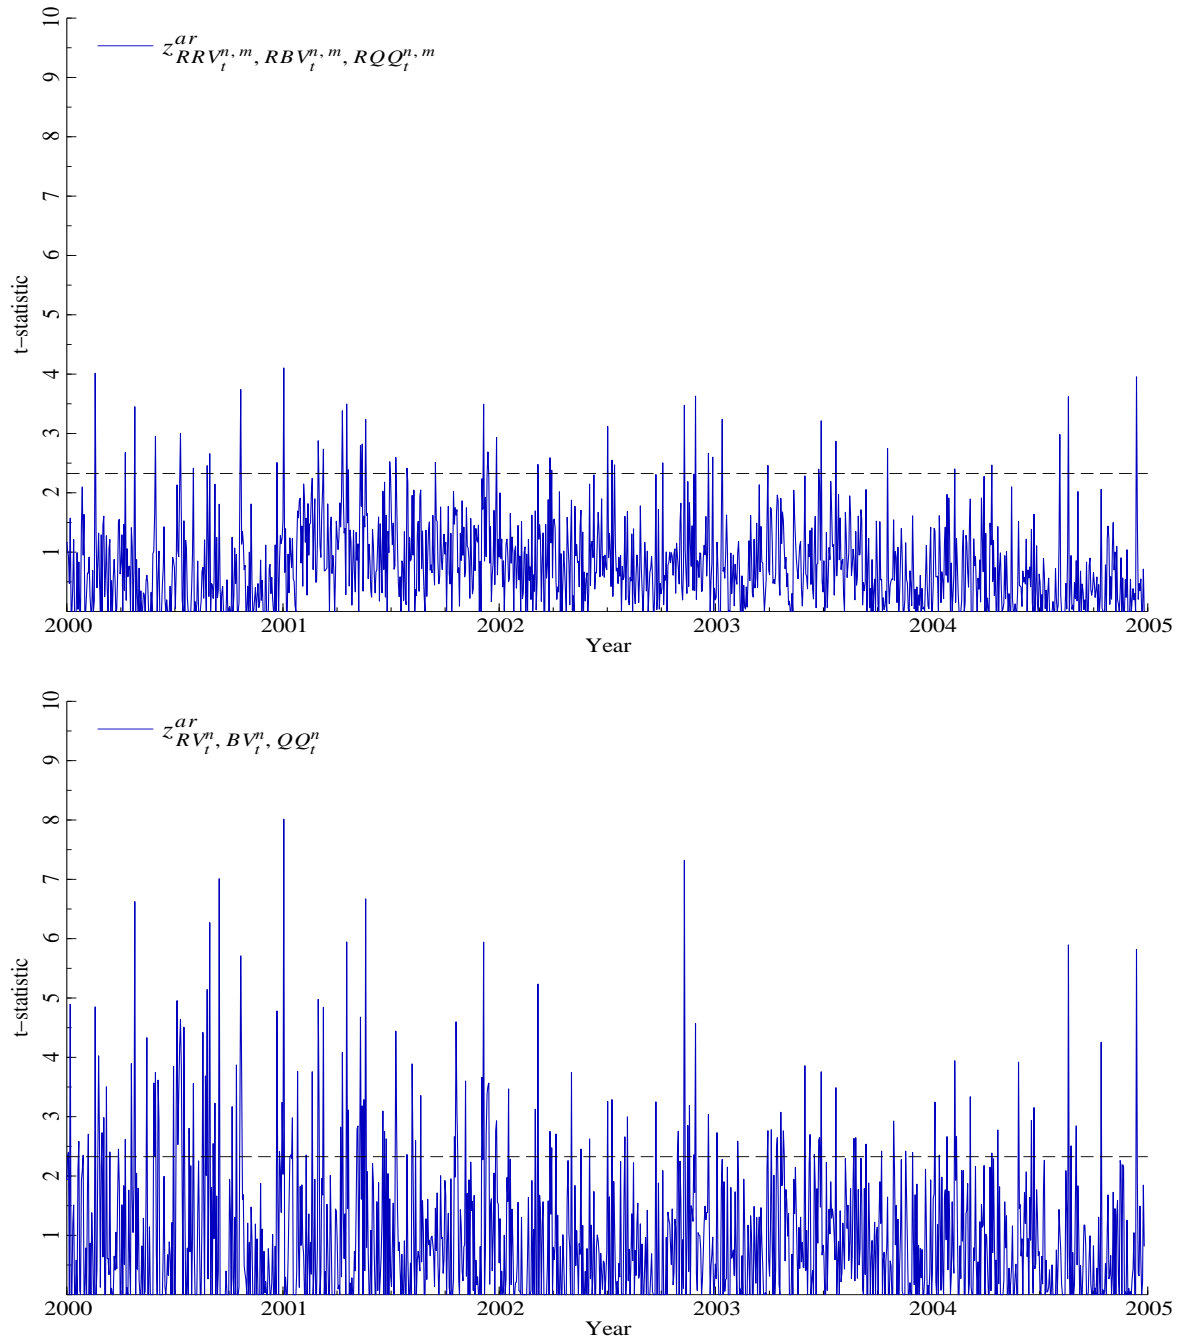 10
9
8
7
6
5
4
3
2
1
t-statistic
z^{ar}_{RRV_t^{n,m}, RBV_t^{n,m}, RQQ_t^{n,m}}
2000 2001 2002 2003 2004 2005
Year
10
9
8
7
6
5
4
3
2
1
t-statistic
z^{ar}_{RV_t^n, BV_t^n, QQ_t^n}
2000 2001 2002 2003 2004 2005
Year